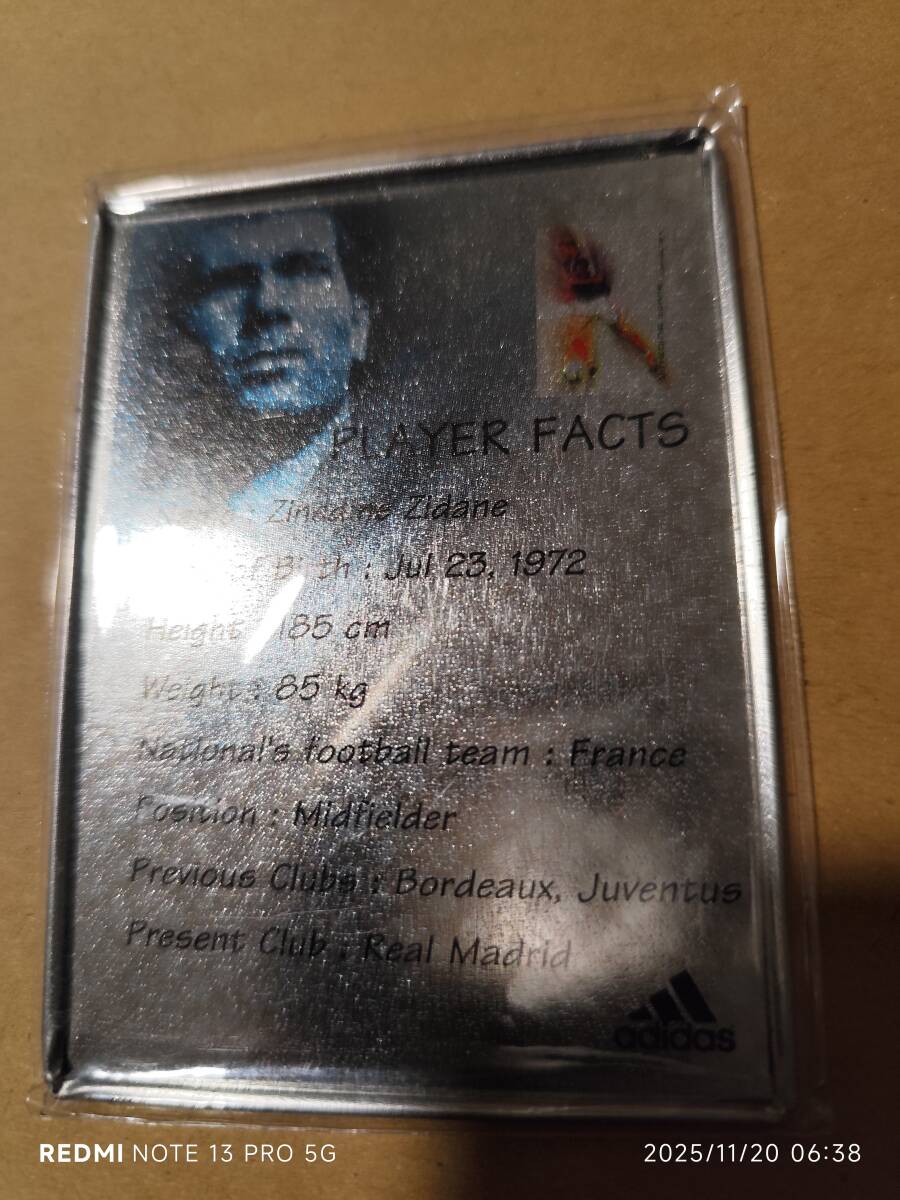 PLAYER FACTS
Zinedine Zidane
Birth : Jul 23, 1972
Height : 185 cm
Weight : 85 kg
National's football team : France
Position : Midfielder
Previous Clubs : Bordeaux, Juventus
Present Club : Real Madrid
adidas
REDMI NOTE 13 PRO 5G
2025/11/20 06:38